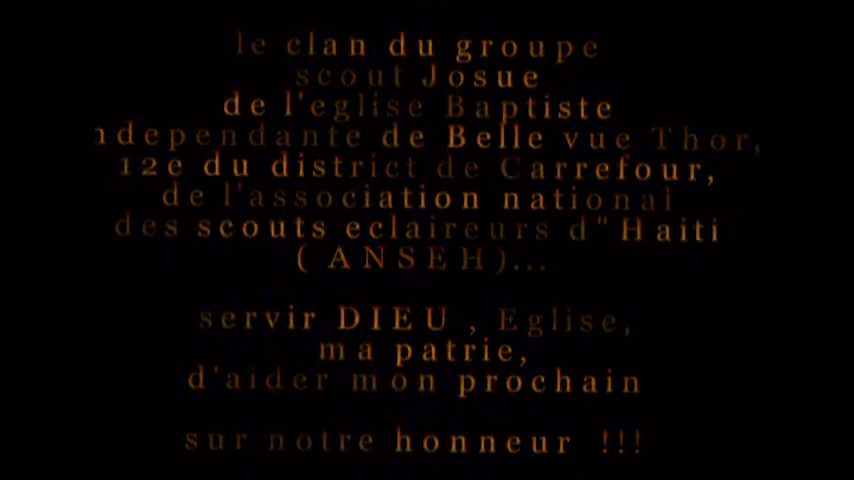 le clan du groupe
scout Josue
de l'eglise Baptiste
ndependante de Belle vue Thor,
12e du district de Carrefour,
de l'association national
des scouts eclaireurs d"Haiti
( ANSEH)...
servir DIEU , Eglise,
ma patrie,
d'aider mon prochain
sur notre honneur !!!